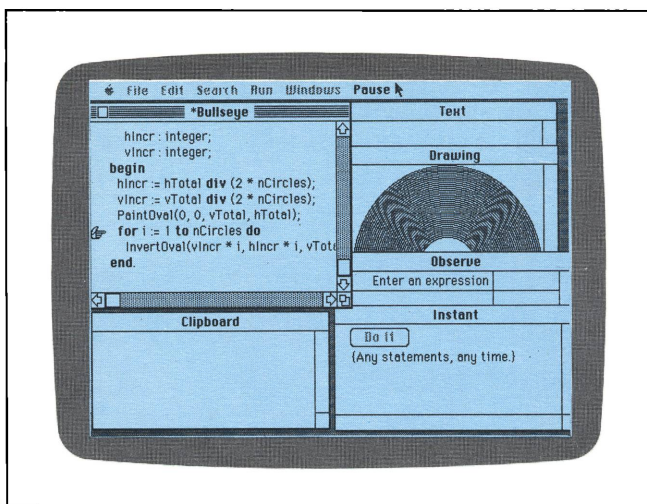 File Edit Search Run Windows Pause
*Bullseye
hIncr : integer;
vIncr : integer;
begin
hIncr := hTotal div (2 * nCircles);
vIncr := vTotal div (2 * nCircles);
PaintOval(0, 0, vTotal, hTotal);
for i := 1 to nCircles do
InvertOval(vIncr * i, hIncr * i, vTota
end.
Text
Drawing
Observe
Enter an expression
Clipboard
Instant
Do it
{Any statements, any time.}